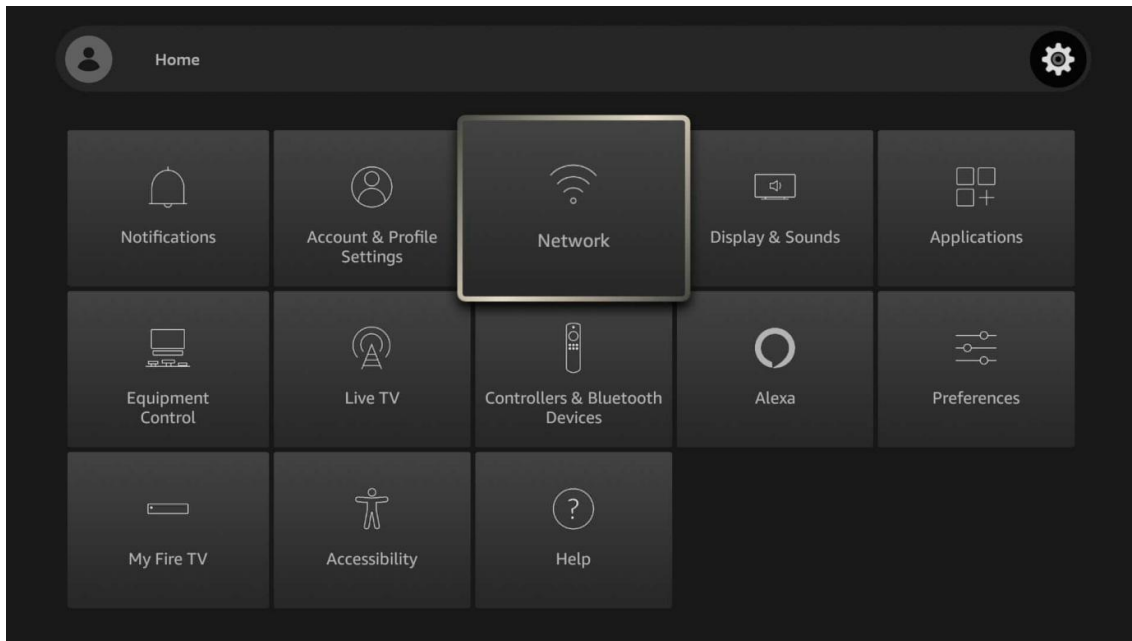 Home
Notifications
Account & Profile
Settings
Network
Display & Sounds
Applications
Equipment
Control
Live TV
Controllers & Bluetooth
Devices
Alexa
Preferences
My Fire TV
Accessibility
?
Help